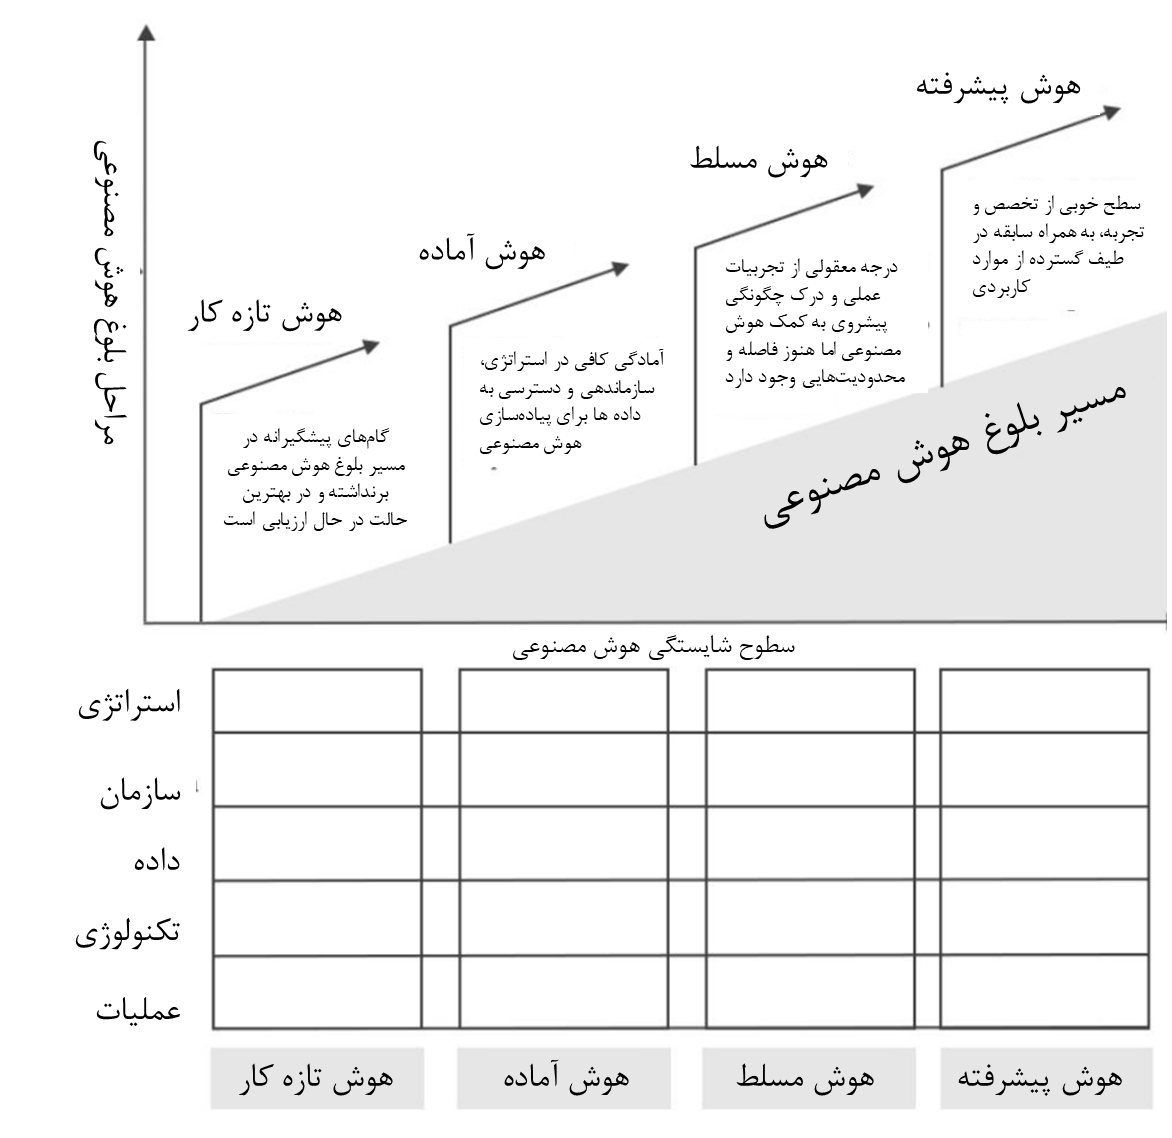 هوش پیشرفته
سطح خوبی از تخصص و
تجربه، به همراه سابقه در
طیف گسترده از موارد
کاربردی
هوش مسلط
درجه معقولی از تجربیات
عملی و درک چگونگی
پیشروی به کمک هوش
مصنوعی اما هنوز فاصله و
محدودیت‌هایی وجود دارد
هوش آماده
آمادگی کافی در استراتژی،
سازماندهی و دسترسی به
داده ها برای پیاده‌سازی
هوش مصنوعی
هوش تازه کار
گام‌های پیشگیرانه در
مسیر بلوغ هوش مصنوعی
برنداشته و در بهترین
حالت در حال ارزیابی است
مراحل بلوغ هوش مصنوعی
مسیر بلوغ هوش مصنوعی
سطوح شایستگی هوش مصنوعی
استراتژی
سازمان
داده
تکنولوژی
عملیات
هوش تازه کار
هوش آماده
هوش مسلط
هوش پیشرفته